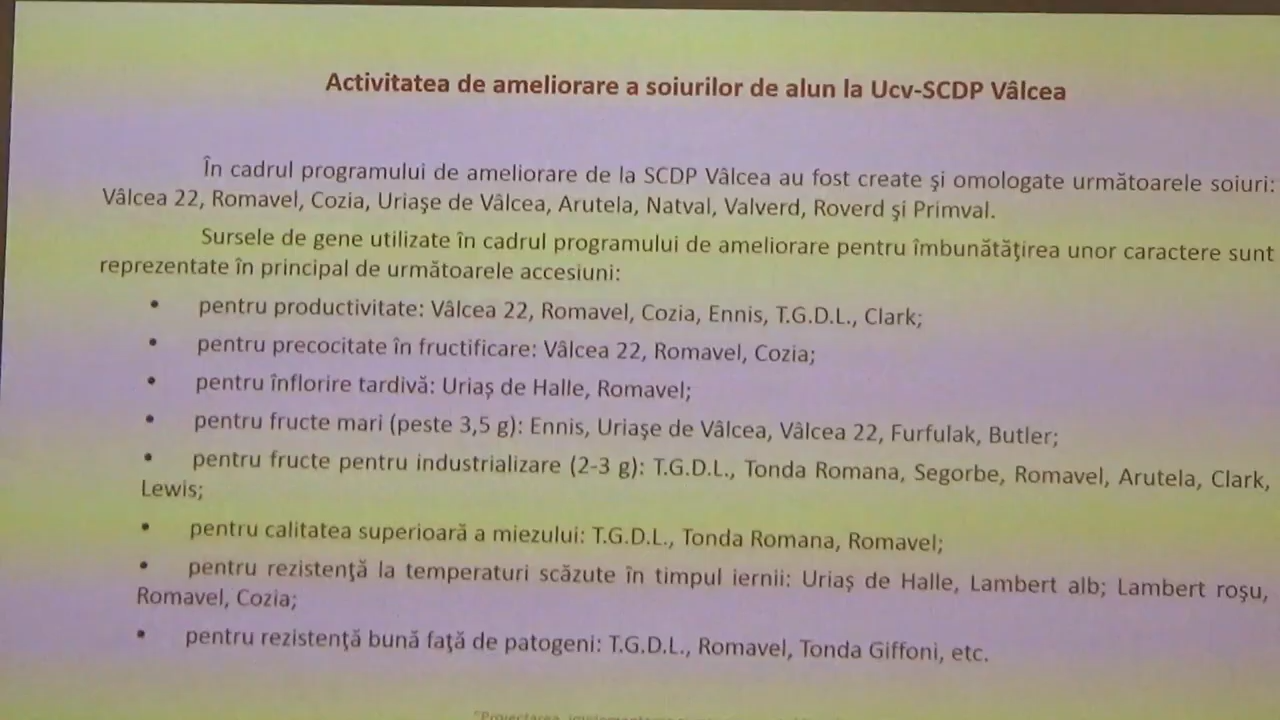 Activitatea de ameliorare a soiurilor de alun la Ucv-SCDP Vâlcea
În cadrul programului de ameliorare de la SCDP Vâlcea au fost create şi omologate următoarele soiuri:
Vâlcea 22, Romavel, Cozia, Uriaşe de Vâlcea, Arutela, Natval, Valverd, Roverd şi Primval.
Sursele de gene utilizate în cadrul programului de ameliorare pentru îmbunătăţirea unor caractere sunt
reprezentate în principal de următoarele accesiuni:
• pentru productivitate: Vâlcea 22, Romavel, Cozia, Ennis, T.G.D.L., Clark;
• pentru precocitate în fructificare: Vâlcea 22, Romavel, Cozia;
• pentru înflorire tardivă: Uriaş de Halle, Romavel;
• pentru fructe mari (peste 3,5 g): Ennis, Uriaşe de Vâlcea, Vâlcea 22, Furfulak, Butler;
• pentru fructe pentru industrializare (2-3 g): T.G.D.L., Tonda Romana, Segorbe, Romavel, Arutela, Clark,
Lewis;
• pentru calitatea superioară a miezului: T.G.D.L., Tonda Romana, Romavel;
• pentru rezistenţă la temperaturi scăzute în timpul iernii: Uriaş de Halle, Lambert alb; Lambert roşu,
Romavel, Cozia;
• pentru rezistenţă bună faţă de patogeni: T.G.D.L., Romavel, Tonda Giffoni, etc.